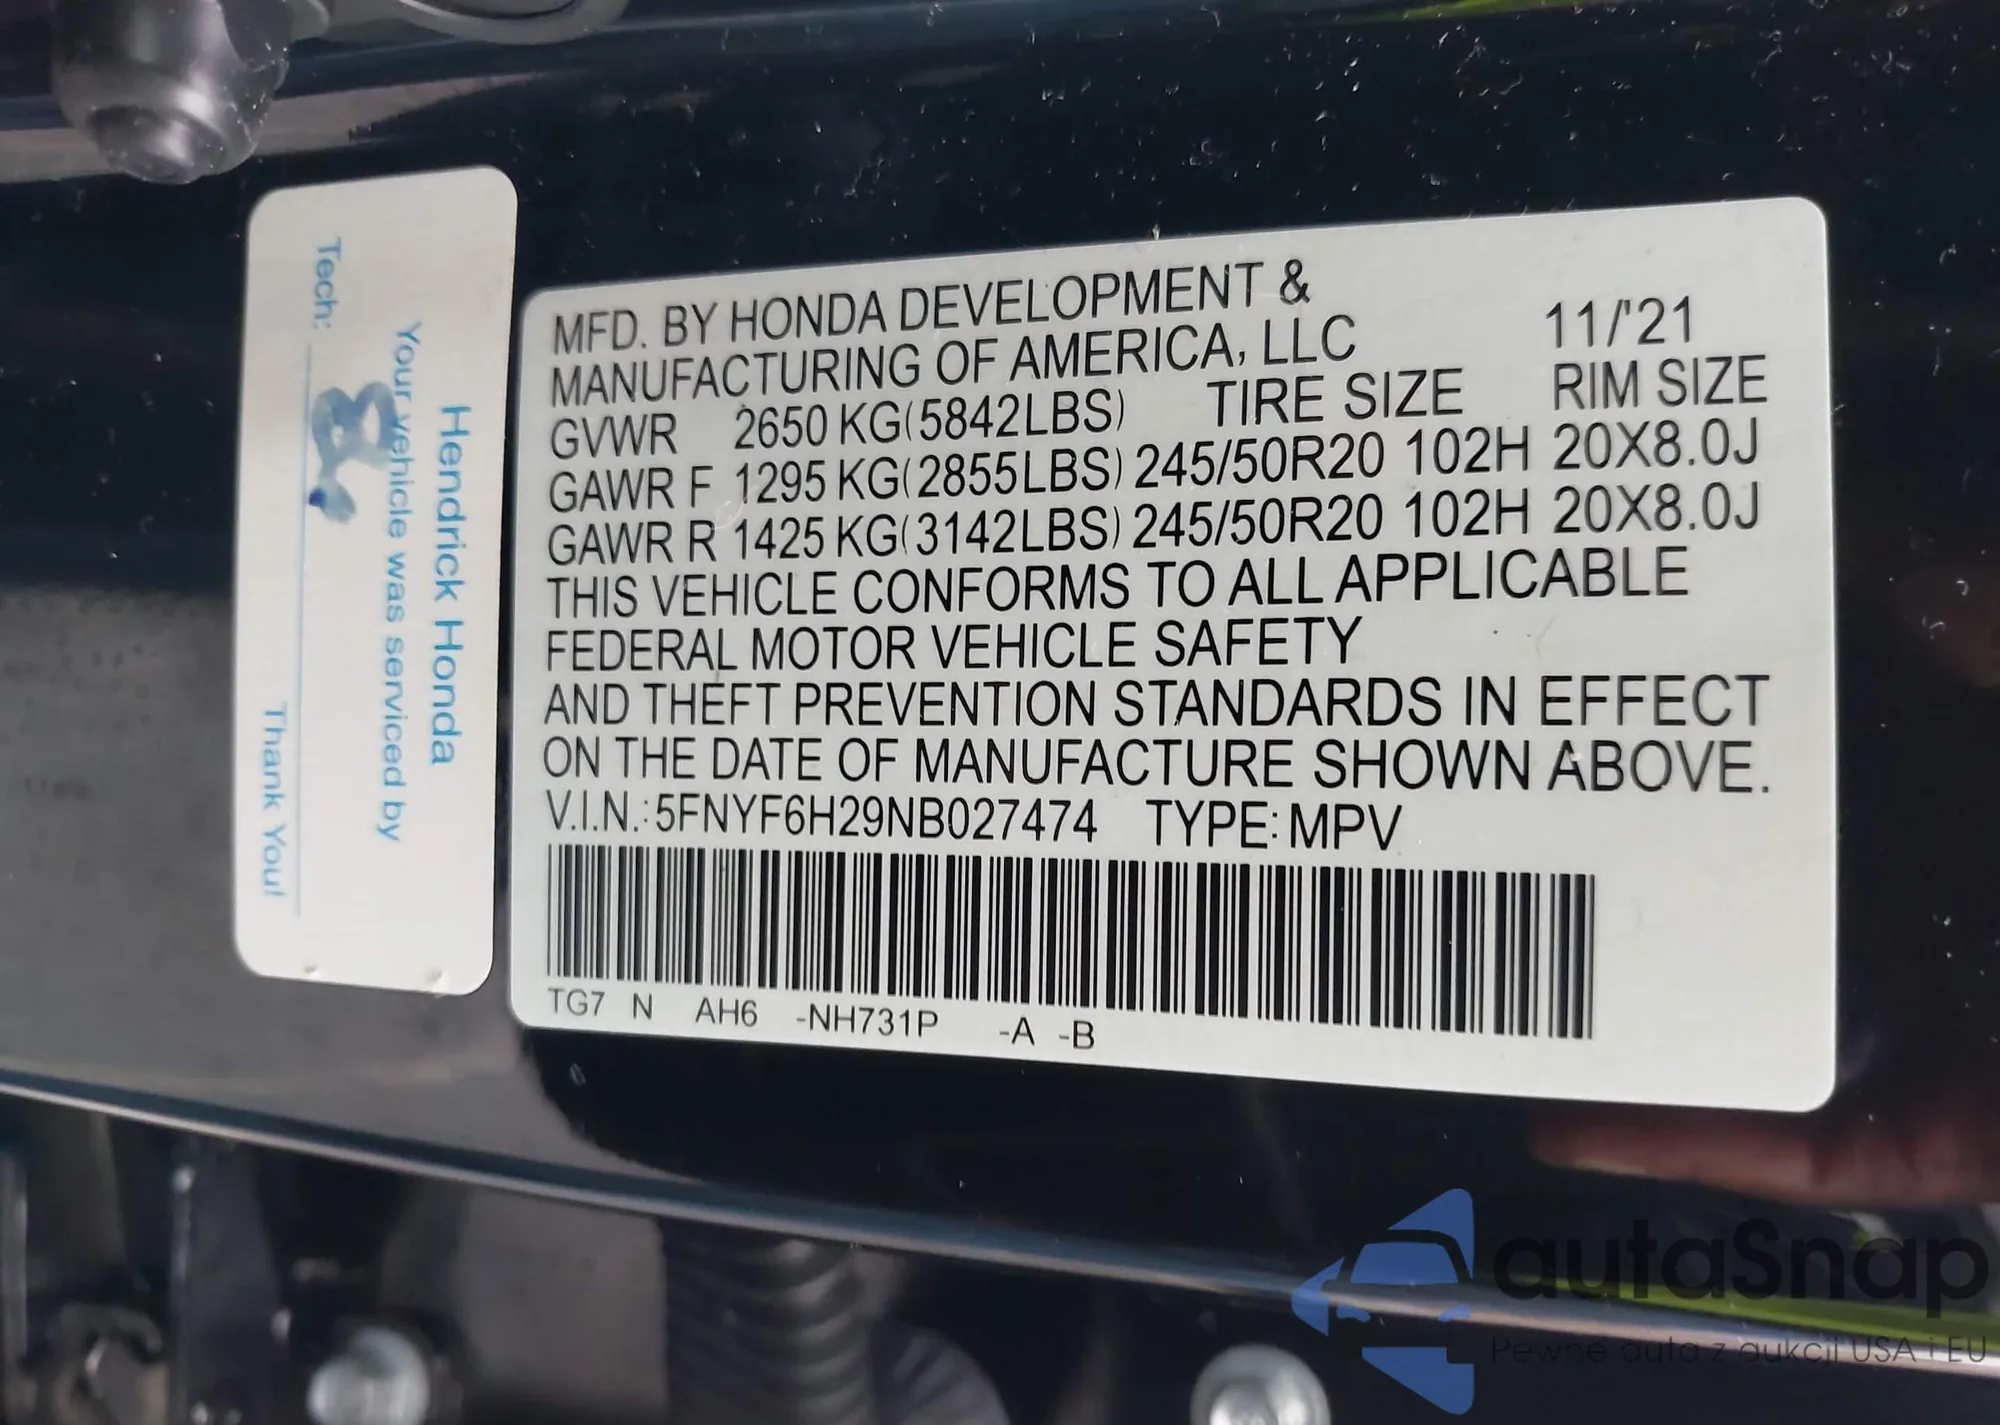 Hendrick Honda
Your vehicle was serviced by
Tech:
Thank You!
MFD. BY HONDA DEVELOPMENT &
MANUFACTURING OF AMERICA, LLC 11/'21
GVWR 2650 KG(5842LBS) TIRE SIZE RIM SIZE
GAWR F 1295 KG(2855LBS) 245/50R20 102H 20X8.0J
GAWR R 1425 KG(3142LBS) 245/50R20 102H 20X8.0J
THIS VEHICLE CONFORMS TO ALL APPLICABLE
FEDERAL MOTOR VEHICLE SAFETY
AND THEFT PREVENTION STANDARDS IN EFFECT
ON THE DATE OF MANUFACTURE SHOWN ABOVE.
V.I.N.: 5FNYF6H29NB027474 TYPE: MPV
TG7 N AH6 -NH731P -A -B
autaSnap
Pewne auta z aukcji USA i EU